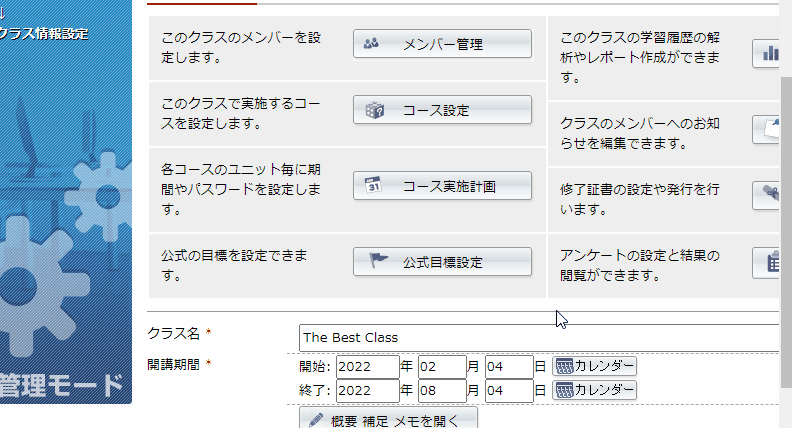 クラス情報設定
管理モード
このクラスのメンバーを設
定します。
メンバー管理
このクラスで実施するコー
スを設定します。
コース設定
各コースのユニット毎に期
間やパスワードを設定しま
す。
31
コース実施計画
公式の目標を設定できま
す。
公式目標設定
このクラスの学習履歴の解
析やレポート作成ができま
す。
クラスのメンバーへのお知
らせを編集できます。
修了証書の設定や発行を行
います。
アンケートの設定と結果の
閲覧ができます。
クラス名 *
The Best Class
開講期間 *
開始: 2022 年 02 月 04 日 カレンダー
終了: 2022 年 08 月 04 日 カレンダー
概要 補足 メモを開く